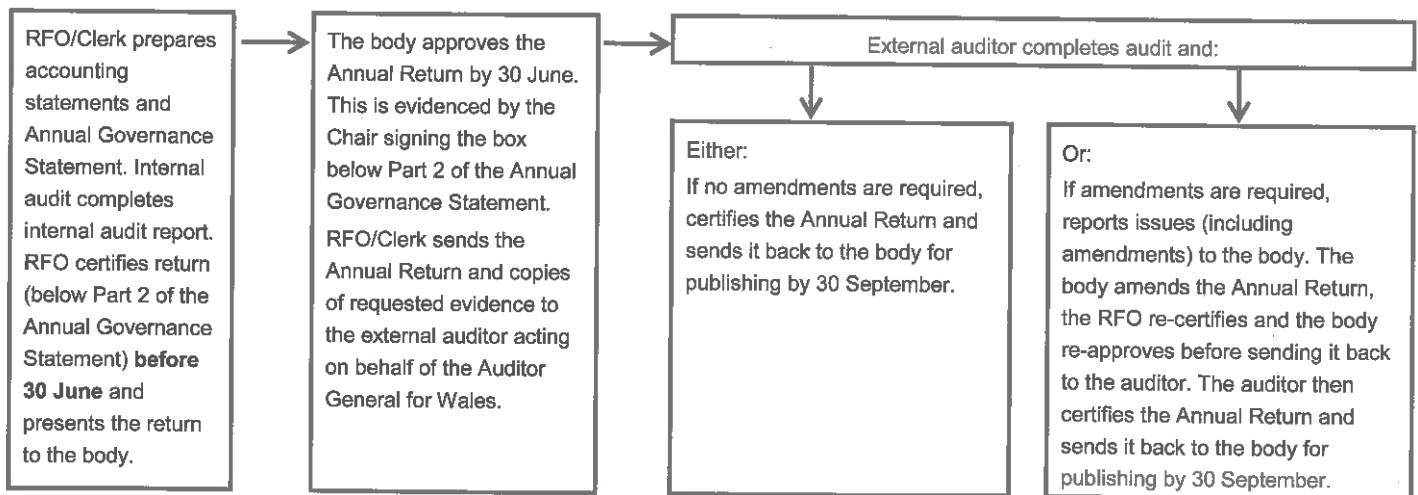 RFO/Clerk prepares
accounting
statements and
Annual Governance
Statement. Internal
audit completes
internal audit report.
RFO certifies return
(below Part 2 of the
Annual Governance
Statement) before
30 June and
presents the return
to the body.
The body approves the
Annual Return by 30 June.
This is evidenced by the
Chair signing the box
below Part 2 of the Annual
Governance Statement.
RFO/Clerk sends the
Annual Return and copies
of requested evidence to
the external auditor acting
on behalf of the Auditor
General for Wales.
External auditor completes audit and:
Either:
If no amendments are required,
certifies the Annual Return and
sends it back to the body for
publishing by 30 September.
Or:
If amendments are required,
reports issues (including
amendments) to the body. The
body amends the Annual Return,
the RFO re-certifies and the body
re-approves before sending it back
to the auditor. The auditor then
certifies the Annual Return and
sends it back to the body for
publishing by 30 September.